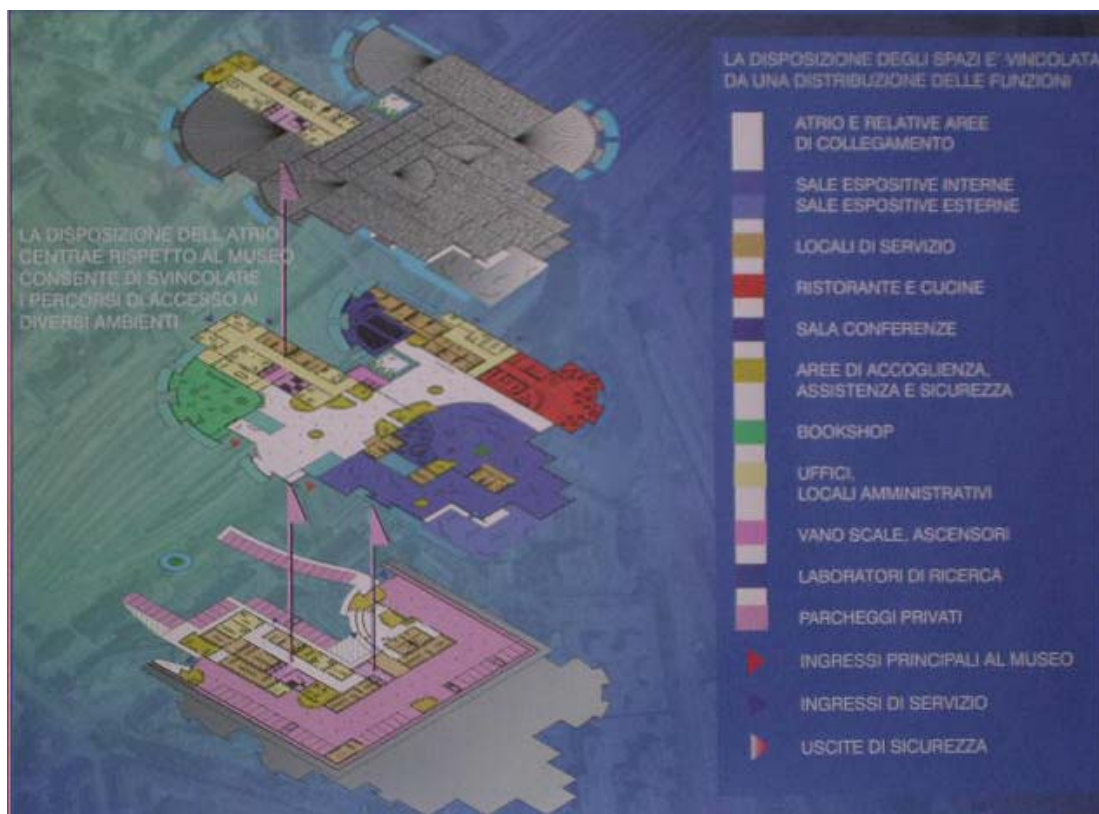 LA DISPOSIZIONE DEGLI SPAZI E' VINCOLATA
DA UNA DISTRIBUZIONE DELLE FUNZIONI
ATRIO E RELATIVE AREE
DI COLLEGAMENTO
SALE ESPOSITIVE INTERNE
SALE ESPOSITIVE ESTERNE
LOCALI DI SERVIZIO
RISTORANTE E CUCINE
SALA CONFERENZE
AREE DI ACCOGLIENZA,
ASSISTENZA E SICUREZZA
BOOKSHOP
UFFICI,
LOCALI AMMINISTRATIVI
VANO SCALE, ASCENSORI
LABORATORI DI RICERCA
PARCHEGGI PRIVATI
INGRESSI PRINCIPALI AL MUSEO
INGRESSI DI SERVIZIO
USCITE DI SICUREZZA
LA DISPOSIZIONE DELL'ATRIO
CENTRAE RISPETTO AL MUSEO
CONSENTE DI SVINCOLARE
I PERCORSI DI ACCESSO AI
DIVERSI AMBIENTI